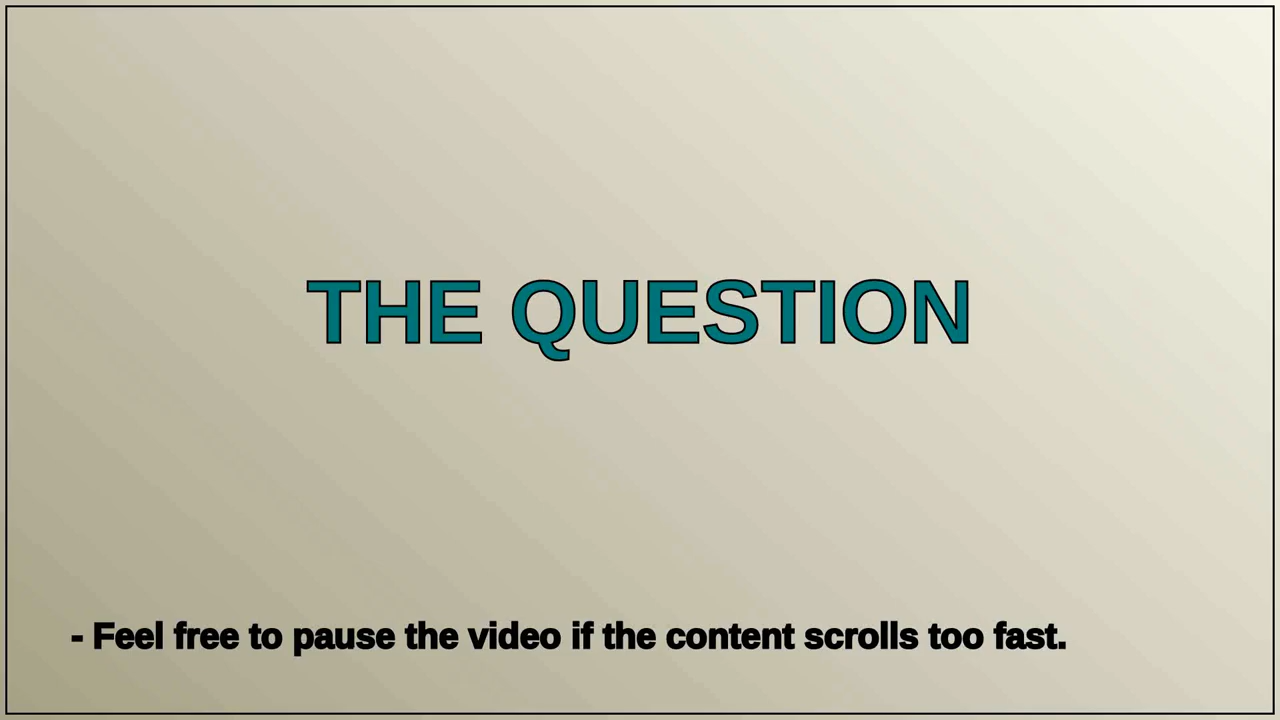 THE QUESTION
- Feel free to pause the video if the content scrolls too fast.